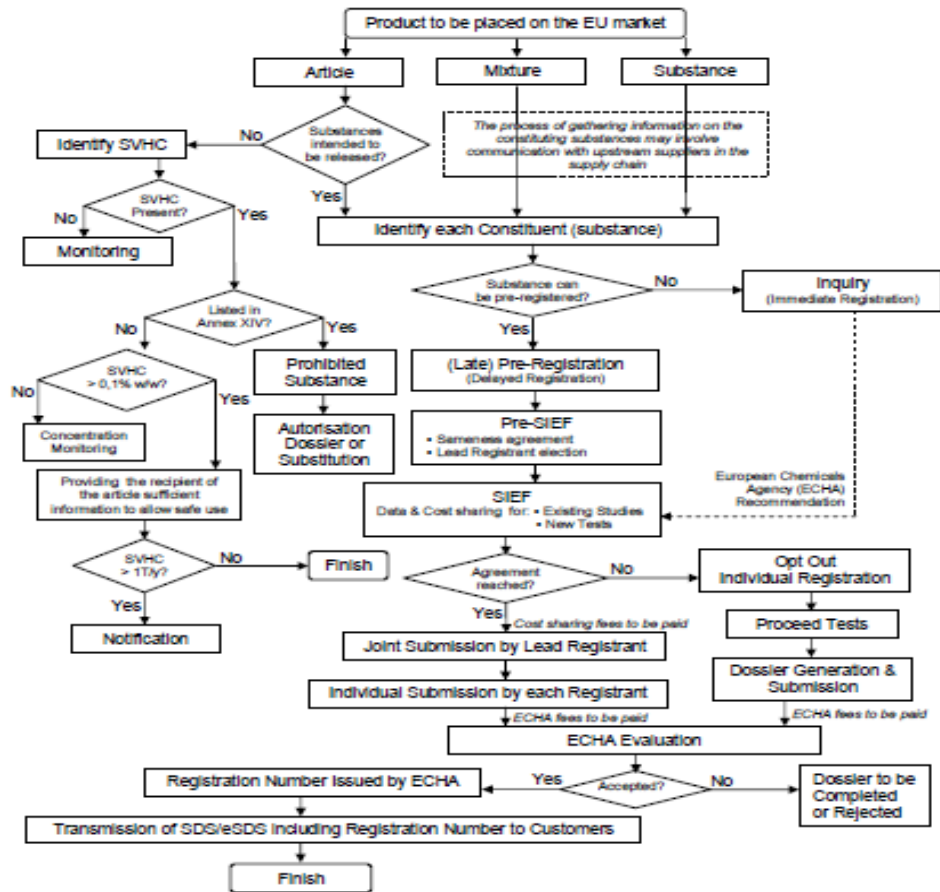 Product to be placed on the EU market
Article
Mixture
Substance
Substances
intended to
be released?
No
Yes
The process of gathering information on the
constituting substances may involve
communication with upstream suppliers in the
supply chain
Identify SVHC
SVHC
Present?
No
Yes
Monitoring
Identify each Constituent (substance)
Substance can
be pre-registered?
No
Yes
Inquiry
(Immediate Registration)
Listed in
Annex XIV?
No
Yes
(Late) Pre-Registration
(Delayed Registration)
Prohibited
Substance
SVHC
> 0,1% w/w?
No
Yes
Concentration
Monitoring
Autorisation
Dossier or
Substitution
Pre-SIEF
▪ Sameness agreement
▪ Lead Registrant election
Providing the recipient of
the article sufficient
information to allow safe use
European Chemicals
Agency (ECHA)
Recommendation
SIEF
Data & Cost sharing for: ▪ Existing Studies
▪ New Tests
SVHC
> 1T/y?
No
Yes
Finish
Notification
Agreement
reached?
No
Yes
Opt Out
Individual Registration
Cost sharing fees to be paid
Proceed Tests
Joint Submission by Lead Registrant
Dossier Generation &
Submission
Individual Submission by each Registrant
ECHA fees to be paid
ECHA fees to be paid
ECHA Evaluation
Accepted?
Yes
No
Registration Number Issued by ECHA
Dossier to be
Completed
or Rejected
Transmission of SDS/eSDS Including Registration Number to Customers
Finish